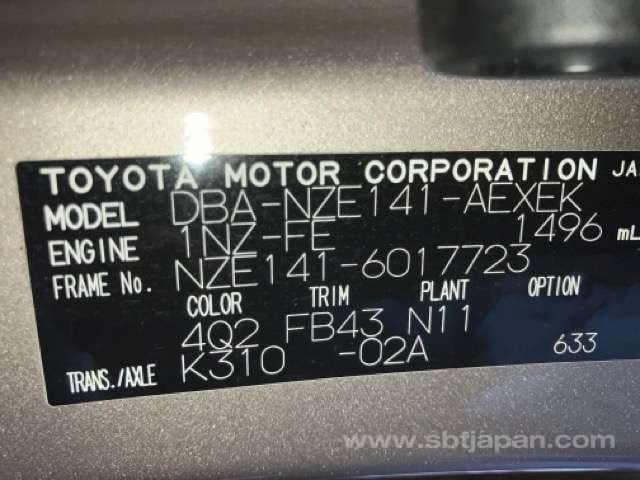 TOYOTA MOTOR CORPORATION JA
MODEL DBA-NZE141-AEXEK
ENGINE 1NZ-FE 1496 mL
FRAME No. NZE141-6017723
COLOR TRIM PLANT OPTION
4Q2 FB43 N11
TRANS./AXLE K310 -02A 633
www.sbtjapan.com